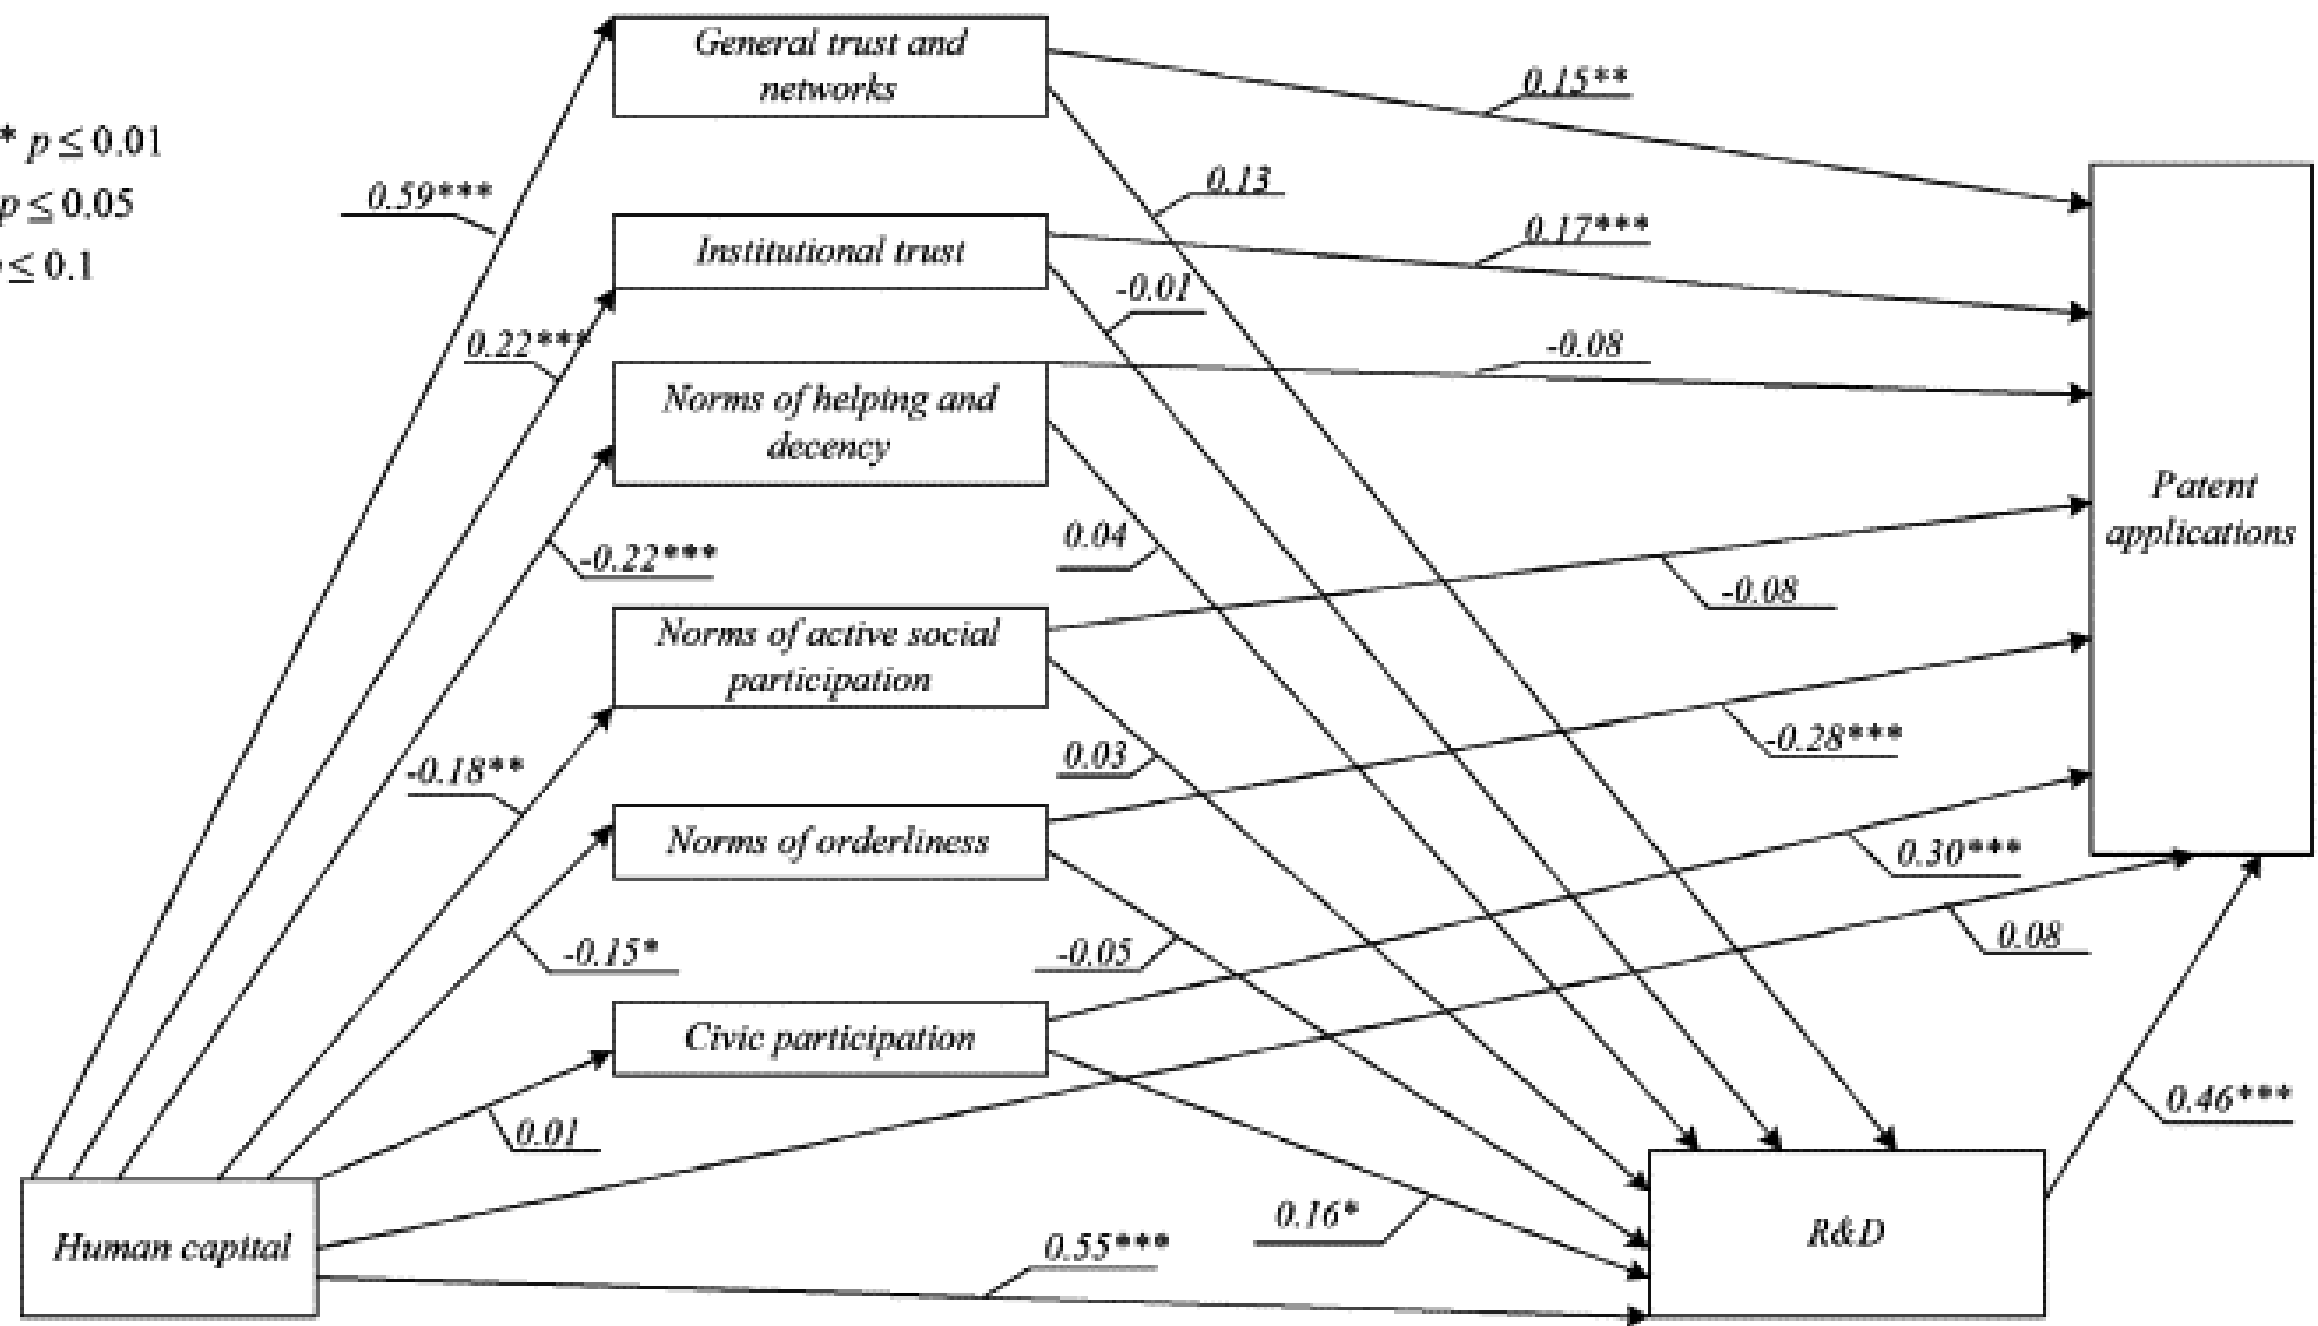 General trust and
networks
0.15**
* p ≤ 0.01
p ≤ 0.05
≤ 0.1
0.59***
0.13
0.17***
Institutional trust
-0.01
0.22***
-0.08
Norms of helping and
decency
Patent
applications
-0.22***
0.04
-0.08
Norms of active social
participation
-0.18**
0.03
-0.28***
Norms of orderliness
0.30***
-0.15*
-0.05
0.08
Civic participation
0.01
0.46***
Human capital
0.16*
0.55***
R&D